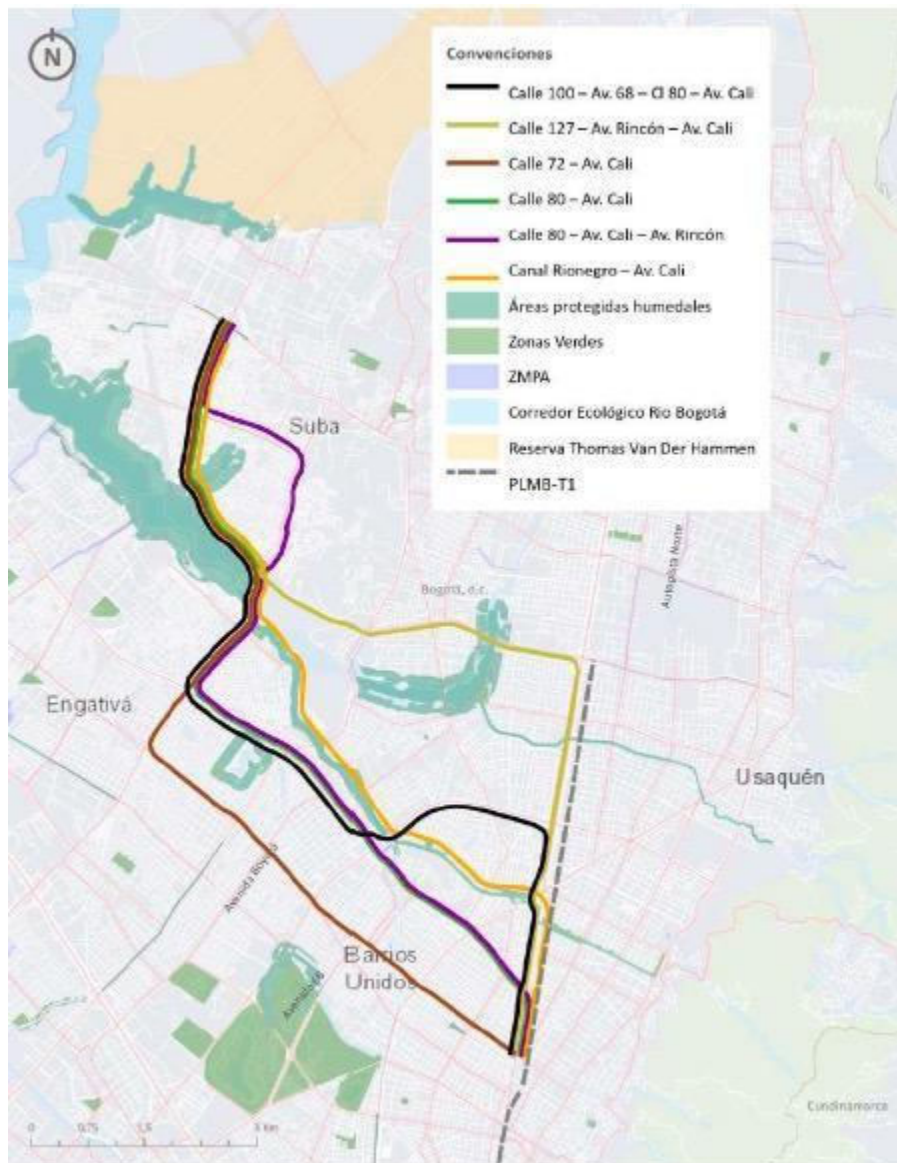 N
Convenciones
Calle 100 – Av. 68 – Cl 80 – Av. Cali
Calle 127 – Av. Rincón – Av. Cali
Calle 72 – Av. Cali
Calle 80 – Av. Cali
Calle 80 – Av. Cali – Av. Rincón
Canal Rionegro – Av. Cali
Áreas protegidas humedales
Zonas Verdes
ZMPA
Corredor Ecológico Rio Bogotá
Reserva Thomas Van Der Hammen
PLMB-T1
Suba
Autopista Norte
Bogotá, d.c.
Engativá
Usaquén
Avenida Boyacá
Barrios
Unidos
Avenida 68
Cundinamarca
0 0,75 1,5 3 km